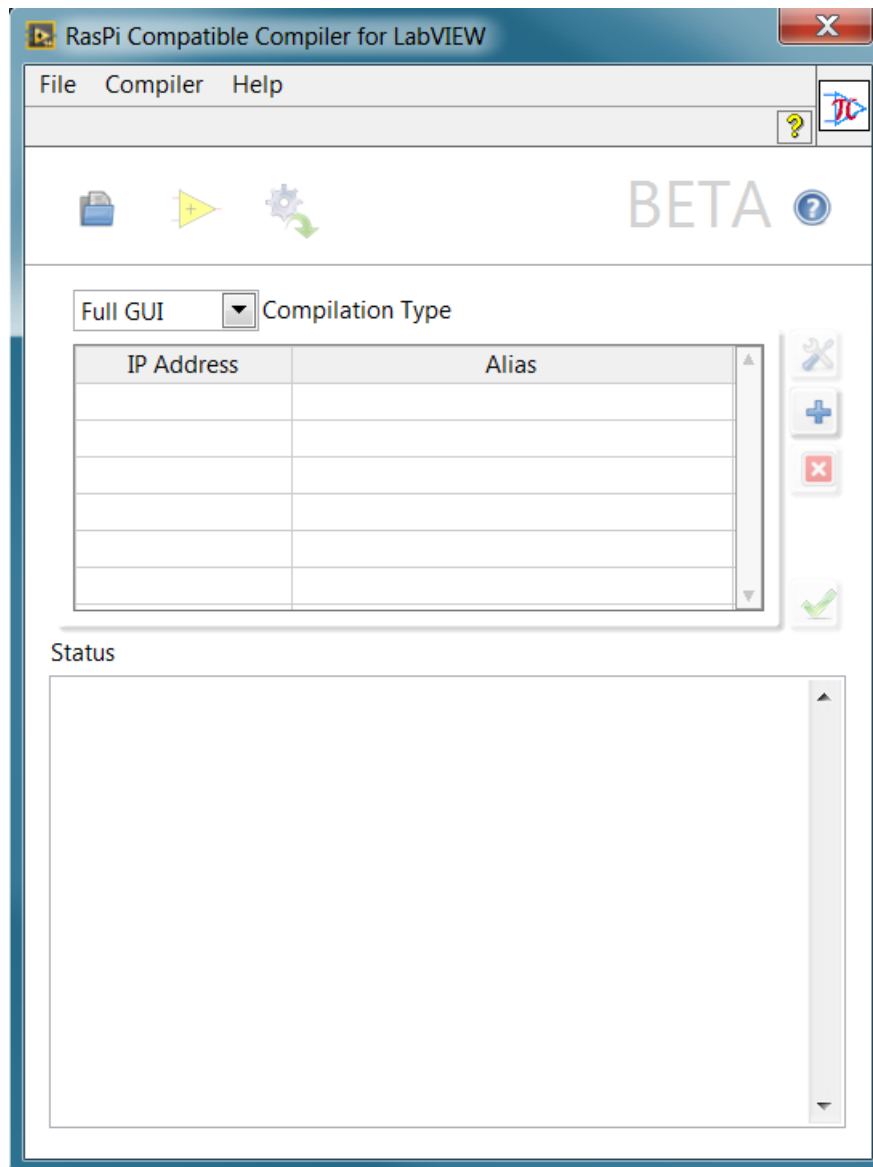 RasPi Compatible Compiler for LabVIEW
File Compiler Help
BETA
Full GUI Compilation Type
IP Address Alias
Status